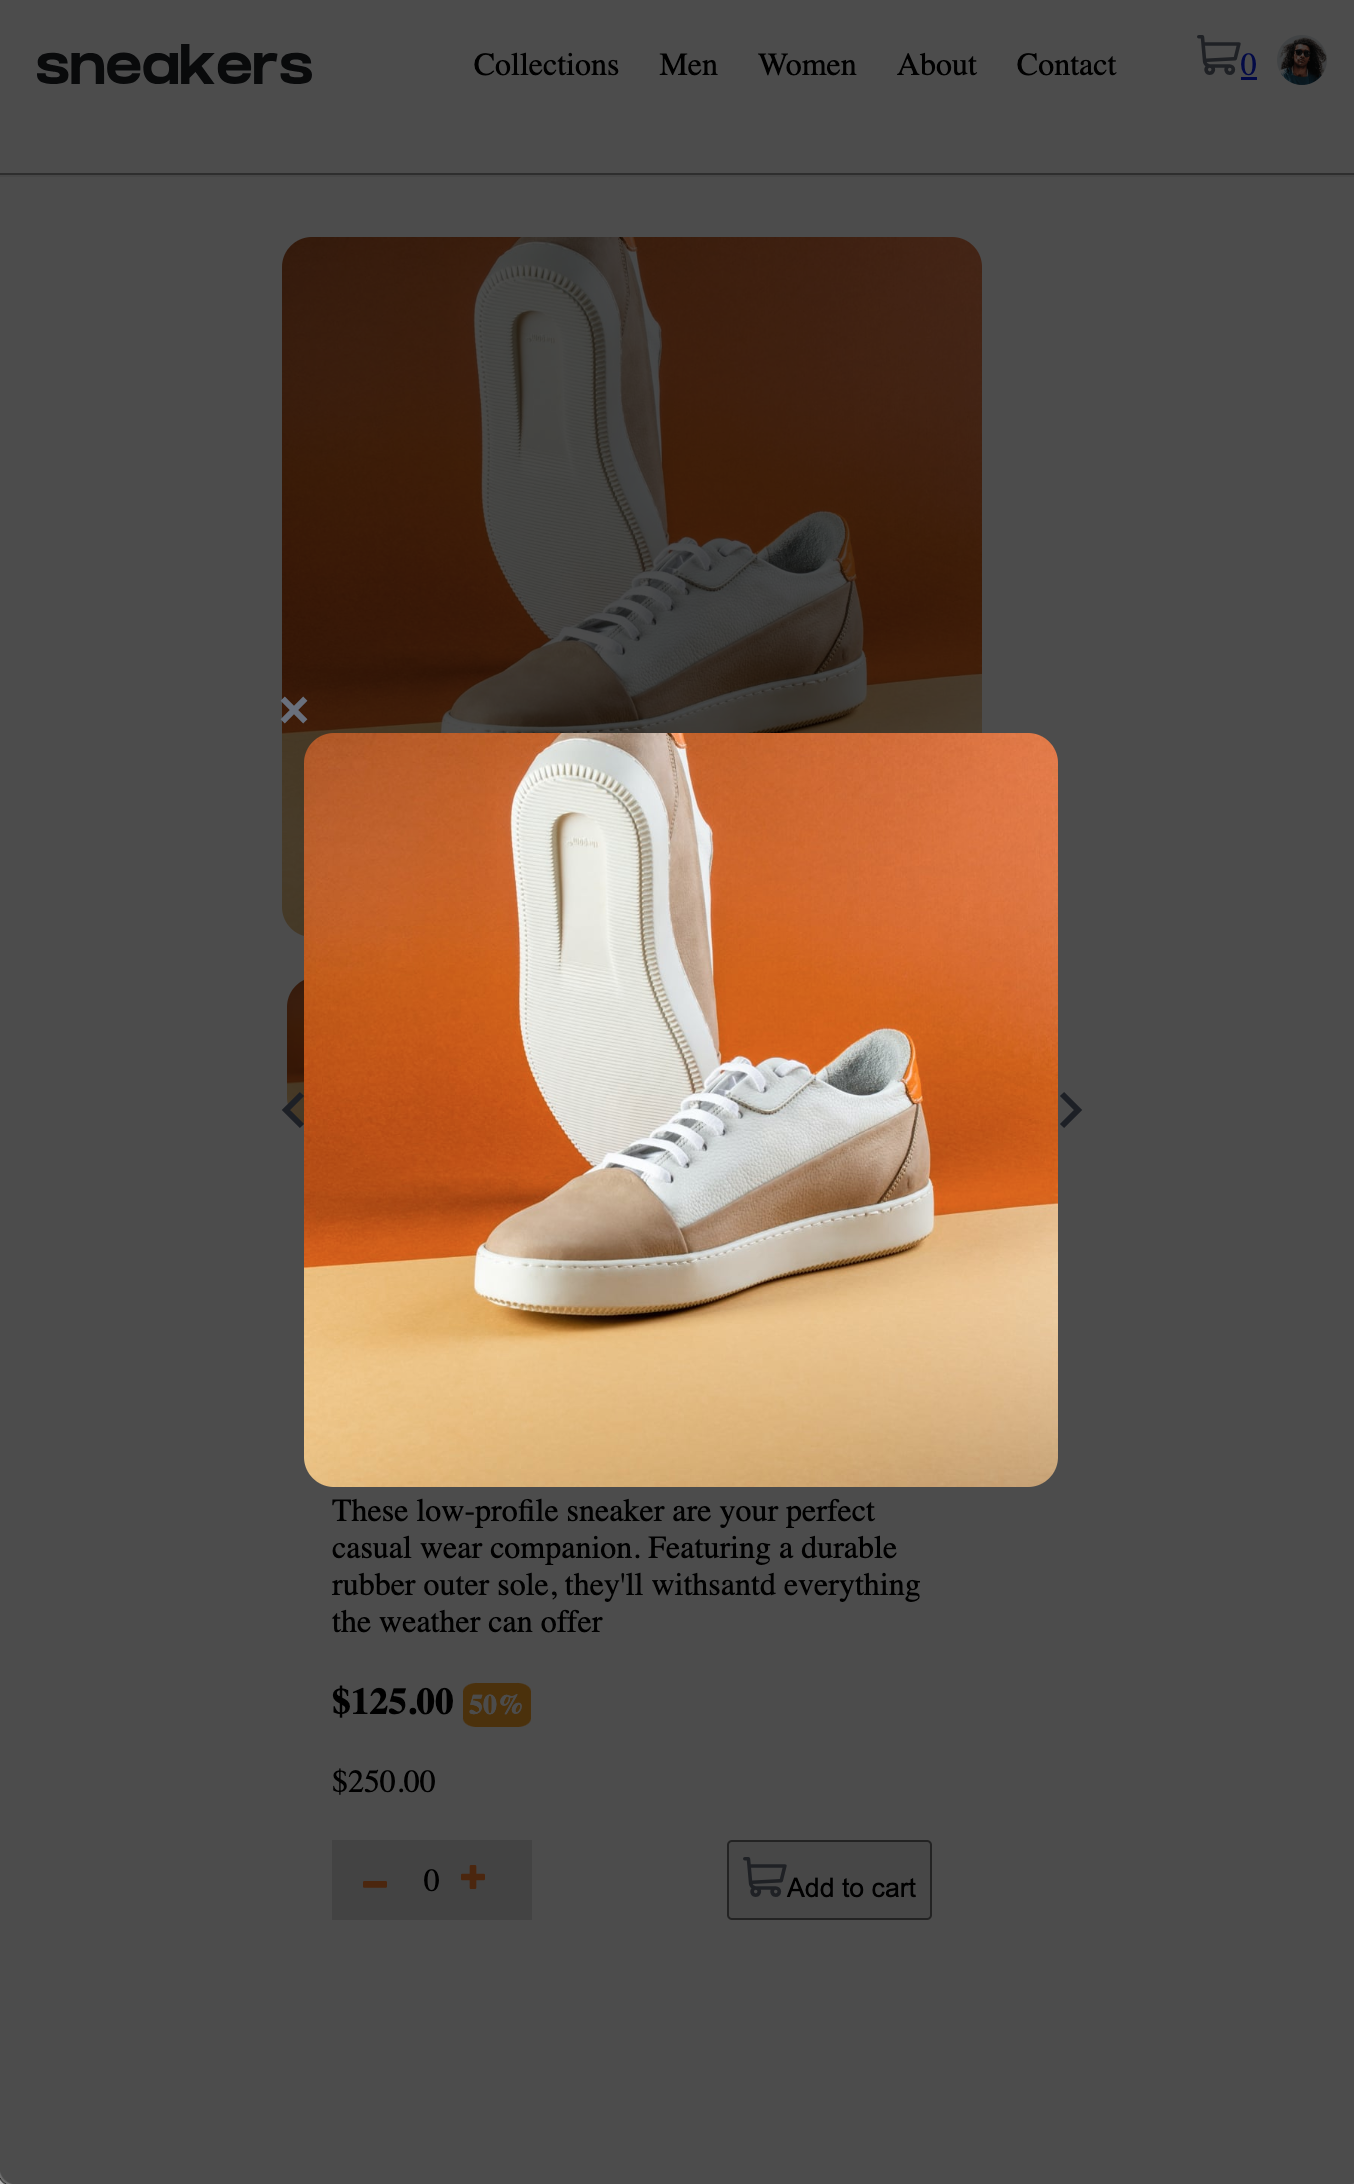 sneakers
Collections Men Women About Contact 0
These low-profile sneaker are your perfect
casual wear companion. Featuring a durable
rubber outer sole, they'll withsantd everything
the weather can offer
$125.00 50%
$250.00
0 Add to cart